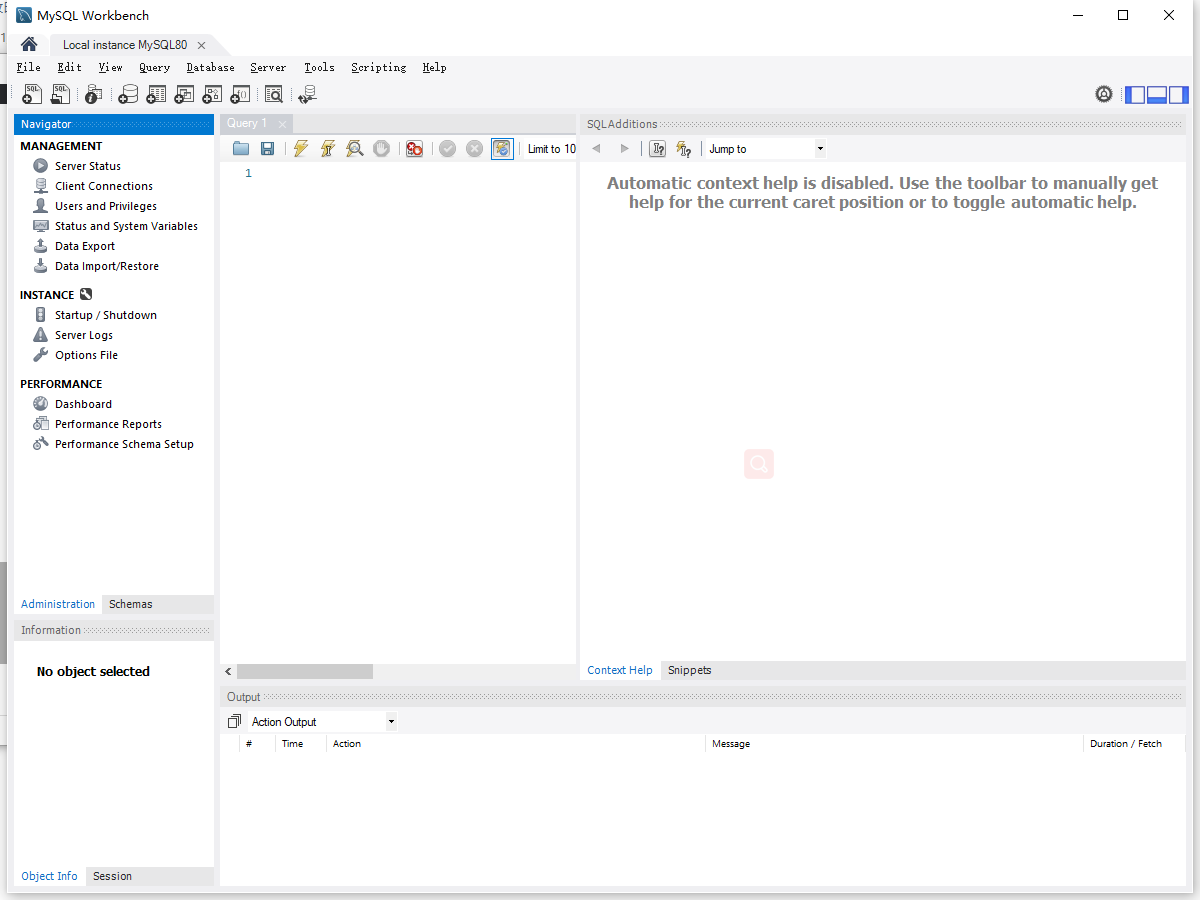 MySQL Workbench
Local instance MySQL80
File Edit View Query Database Server Tools Scripting Help
Navigator
MANAGEMENT
Server Status
Client Connections
Users and Privileges
Status and System Variables
Data Export
Data Import/Restore
INSTANCE
Startup / Shutdown
Server Logs
Options File
PERFORMANCE
Dashboard
Performance Reports
Performance Schema Setup
Administration Schemas
Information
No object selected
Object Info Session
Query 1
Limit to 10
1
SQLAdditions
Jump to
Automatic context help is disabled. Use the toolbar to manually get
help for the current caret position or to toggle automatic help.
Context Help Snippets
Output
Action Output
# Time Action Message Duration / Fetch